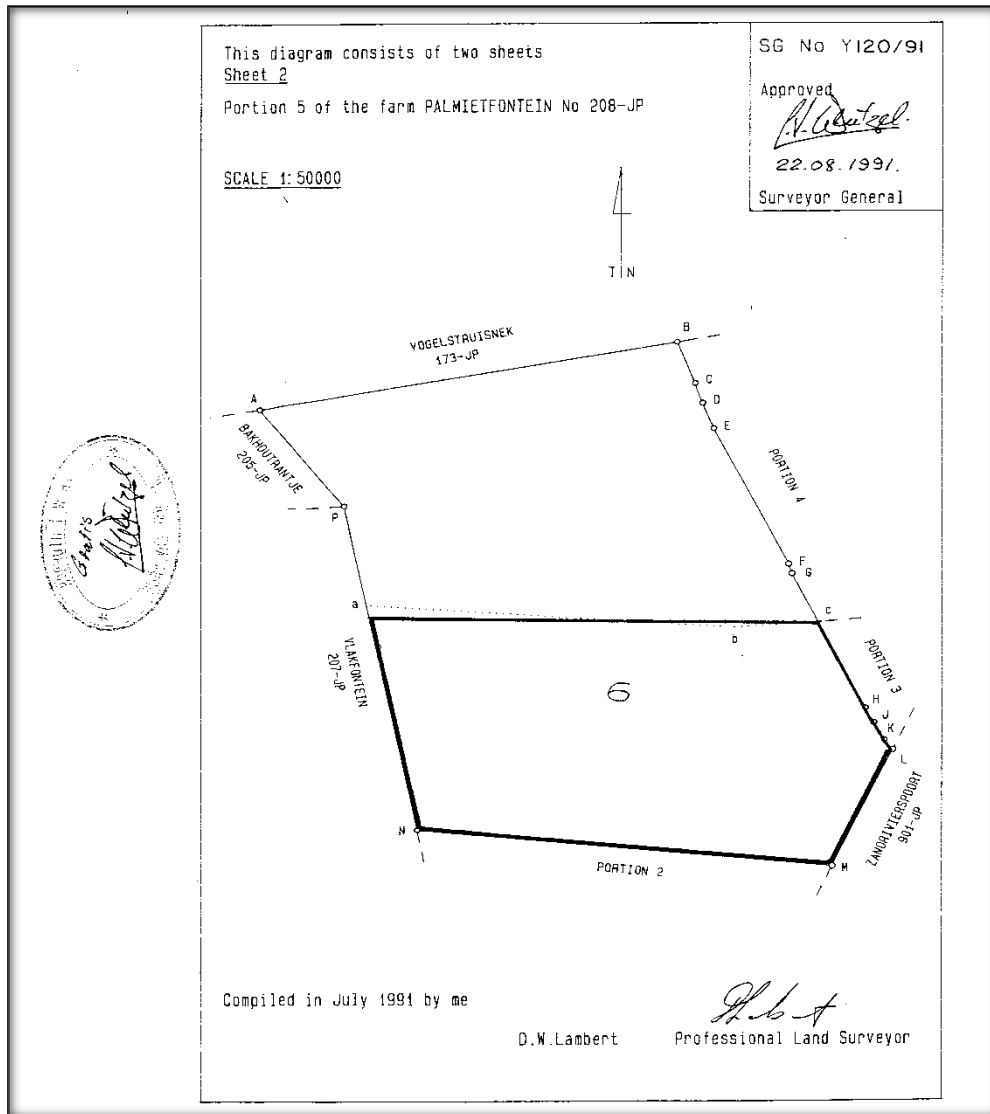 This diagram consists of two sheets
Sheet 2
Portion 5 of the farm PALMIETFONTEIN No 208-JP
SCALE 1:50000
SG No Y120/91
Approved
22.08.1991.
Surveyor General
T N
VOGELSTRUISNEK
173-JP
B
C
D
E
A
BAKHOUTRANTJE
205-JP
P
PORTION 4
F
G
a
b
c
VLAKFONTEIN
207-JP
6
PORTION 3
H
J
K
L
ZANDRIVIERSPOORT
901-JP
N
M
PORTION 2
Gratis
Compiled in July 1991 by me
D.W.Lambert
Professional Land Surveyor